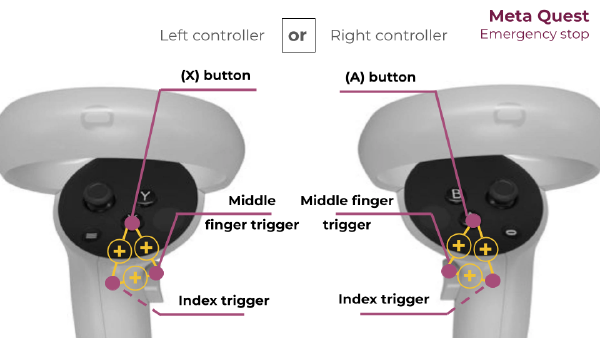 Meta Quest
Emergency stop
Left controller or Right controller
(X) button
(A) button
Y
B
Middle
finger trigger
Middle finger
trigger
Index trigger
Index trigger